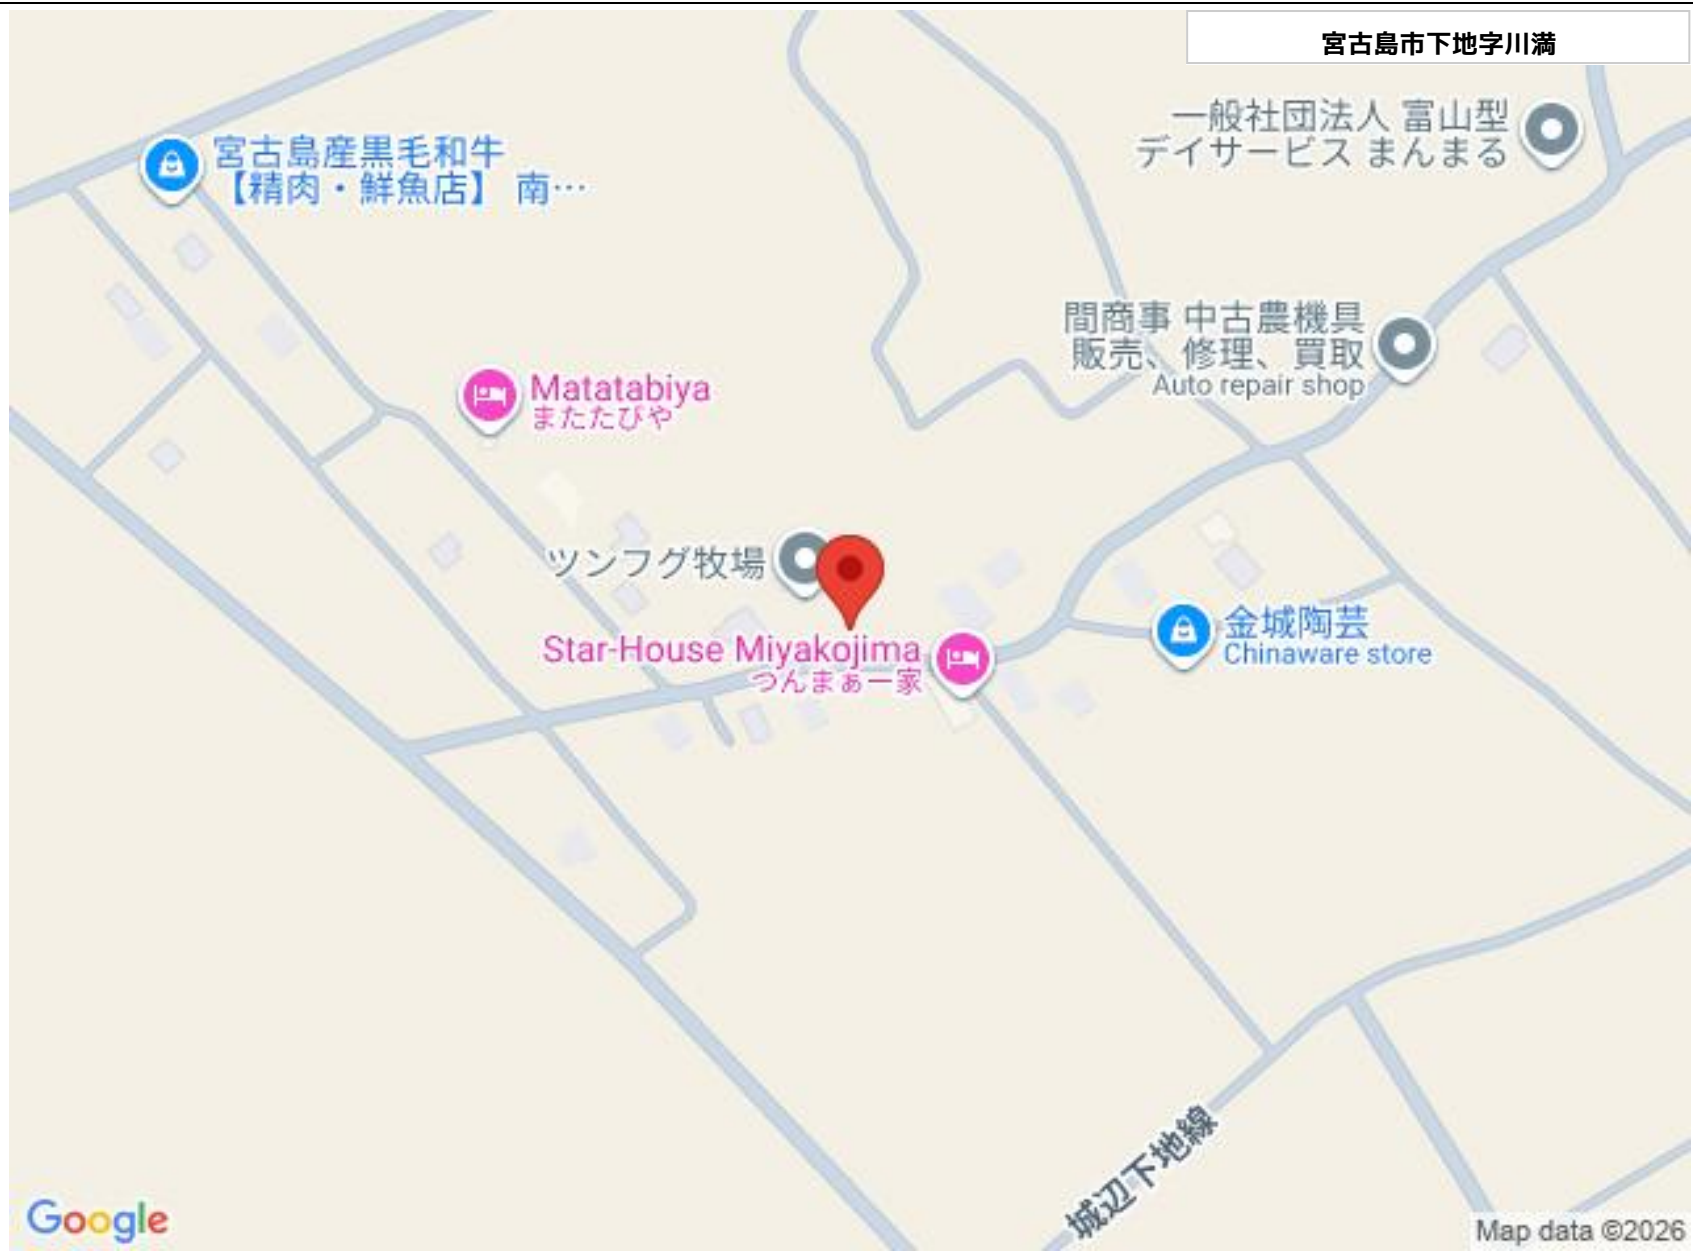 宮古島市下地字川満
一般社団法人 富山型
デイサービス まんまる
宮古島産黒毛和牛
【精肉・鮮魚店】 南…
間商事 中古農機具
販売、修理、買取
Auto repair shop
Matatabiya
またたびや
ツンフグ牧場
金城陶芸
Chinaware store
Star-House Miyakojima
つんまぁー家
城辺下地線
Google
Map data ©2026